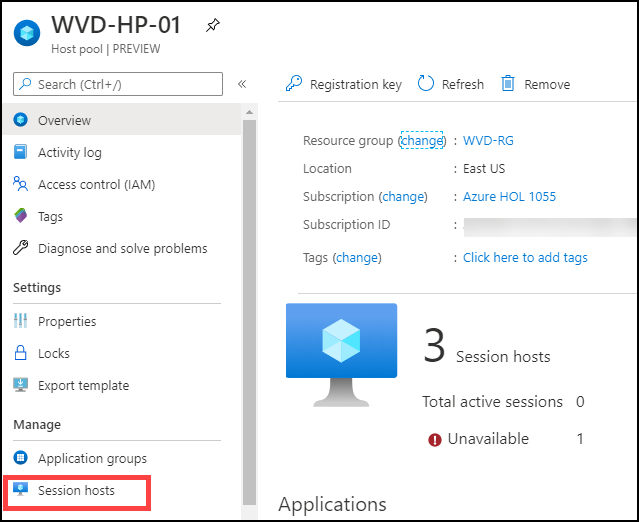 WVD-HP-01
Host pool | PREVIEW
Search (Ctrl+/)
«
Overview
Activity log
Access control (IAM)
Tags
Diagnose and solve problems
Settings
Properties
Locks
Export template
Manage
Application groups
Session hosts
Registration key
Refresh
Remove
Resource group (change) : WVD-RG
Location : East US
Subscription (change) : Azure HOL 1055
Subscription ID :
Tags (change) : Click here to add tags
3 Session hosts
Total active sessions 0
Unavailable 1
Applications